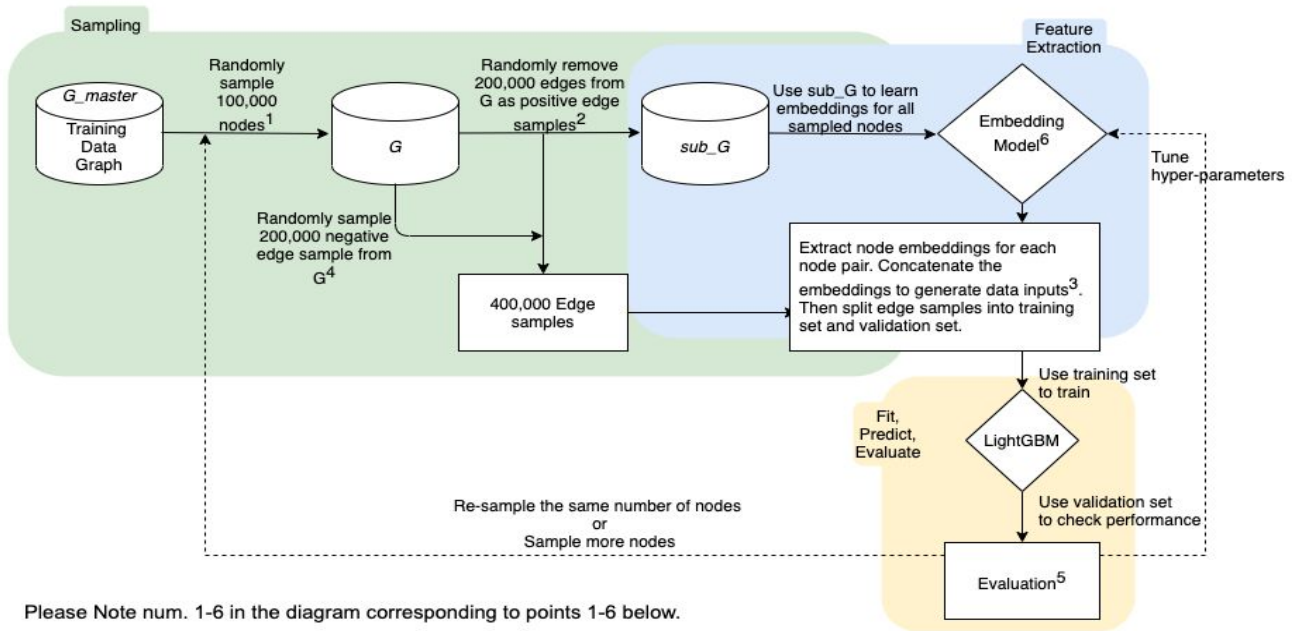 Sampling
Feature
Extraction
G_master
Training
Data
Graph
Randomly
sample
100,000
nodes1
G
Randomly remove
200,000 edges from
G as positive edge
samples2
sub_G
Use sub_G to learn
embeddings for all
sampled nodes
Embedding
Model6
Tune
hyper-parameters
Randomly sample
200,000 negative
edge sample from
G4
400,000 Edge
samples
Extract node embeddings for each
node pair. Concatenate the
embeddings to generate data inputs3.
Then split edge samples into training
set and validation set.
Use training set
to train
Fit,
Predict,
Evaluate
LightGBM
Use validation set
to check performance
Re-sample the same number of nodes
or
Sample more nodes
Evaluation5
Please Note num. 1-6 in the diagram corresponding to points 1-6 below.